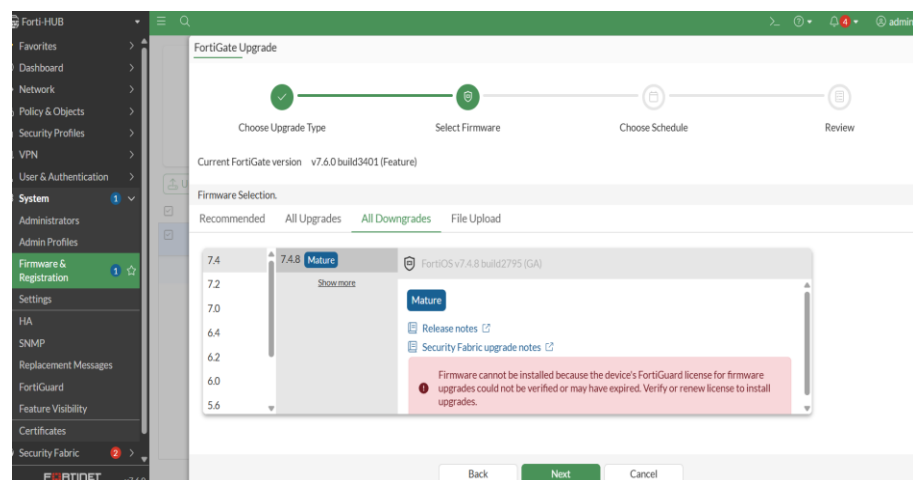 Forti-HUB
4
admin
Favorites
Dashboard
Network
Policy & Objects
Security Profiles
VPN
User & Authentication
System 1
Administrators
Admin Profiles
Firmware &
Registration
1
Settings
HA
SNMP
Replacement Messages
FortiGuard
Feature Visibility
Certificates
Security Fabric 2
FORTINET
FortiGate Upgrade
Choose Upgrade Type
Select Firmware
Choose Schedule
Review
Current FortiGate version v7.6.0 build3401 (Feature)
Firmware Selection.
Recommended All Upgrades All Downgrades File Upload
7.4
7.2
7.0
6.4
6.2
6.0
5.6
7.4.8 Mature
Show more
FortiOS v7.4.8 build2795 (GA)
Mature
Release notes
Security Fabric upgrade notes
Firmware cannot be installed because the device's FortiGuard license for firmware
upgrades could not be verified or may have expired. Verify or renew license to install
upgrades.
Back Next Cancel